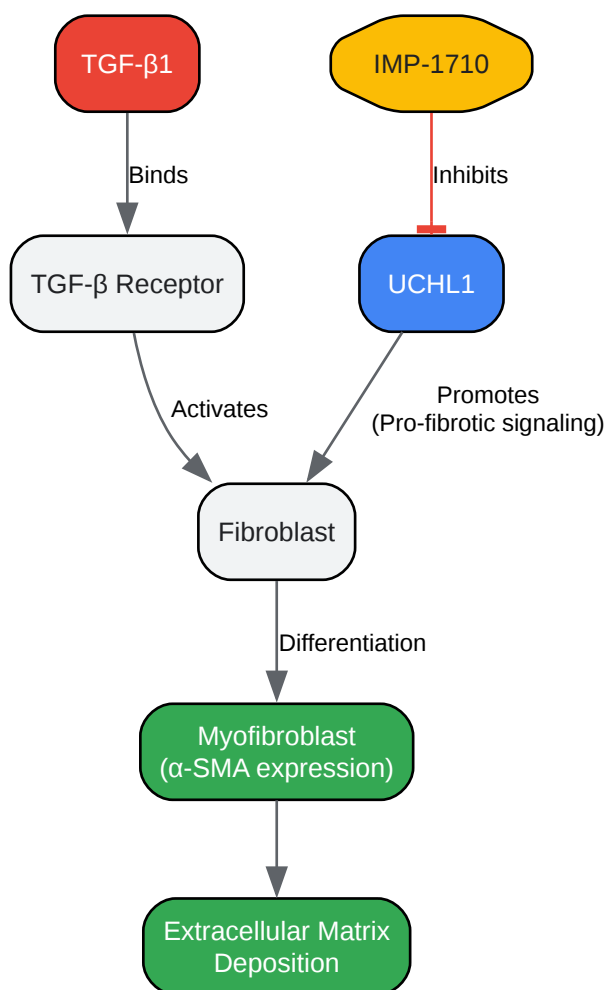 TGF-β1
IMP-1710
Binds
Inhibits
TGF-β Receptor
UCHL1
Activates
Promotes
(Pro-fibrotic signaling)
Fibroblast
Differentiation
Myofibroblast
(α-SMA expression)
Extracellular Matrix
Deposition